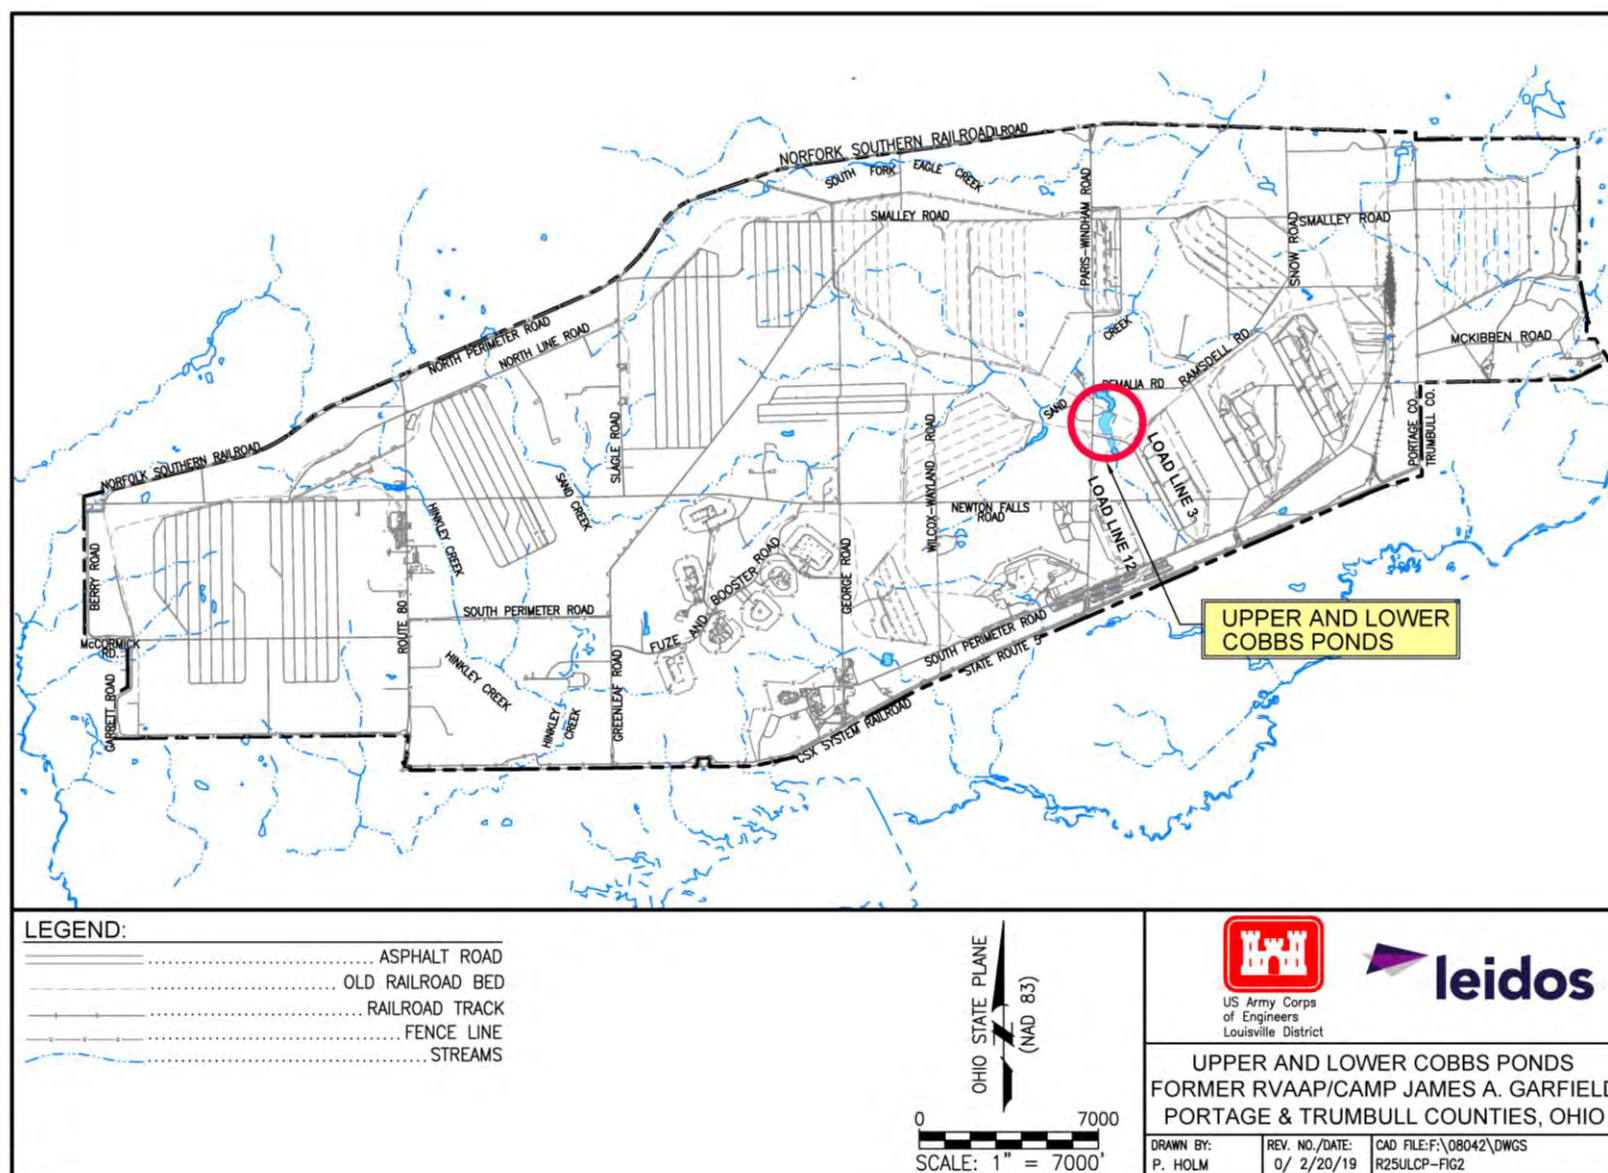 NORFORK SOUTHERN RAILROADLROAD
SOUTH FORK EAGLE CREEK
SMALLEY ROAD
PARIS-WINDHAM ROAD
SNOW ROAD
SMALLEY ROAD
NORTH PERIMETER ROAD
NORTH LINE ROAD
CREEK
RAMSDELL RD
MCKIBBEN ROAD
DEMALIA RD
SAND
SLAGLE ROAD
WILCOX-WAYLAND ROAD
PORTAGE CO.
TRUMBULL CO.
NORFOLK SOUTHERN RAILROAD
SAND CREEK
HINKLEY CREEK
LOAD LINE 3
LOAD LINE 12
NEWTON FALLS
ROAD
BERRY ROAD
ROUTE 80
SOUTH PERIMETER ROAD
FUZE AND BOOSTER ROAD
GEORGE ROAD
UPPER AND LOWER
COBBS PONDS
McCORMICK
RD.
HINKLEY CREEK
SOUTH PERIMETER ROAD
STATE ROUTE 5
GARRETT ROAD
HINKLEY
CREEK
GREENLEAF ROAD
CSX SYSTEM RAILROAD
LEGEND:
ASPHALT ROAD
OLD RAILROAD BED
RAILROAD TRACK
FENCE LINE
STREAMS
OHIO STATE PLANE
(NAD 83)
0 7000
SCALE: 1" = 7000'
US Army Corps
of Engineers
Louisville District
leidos
UPPER AND LOWER COBBS PONDS
FORMER RVAAP/CAMP JAMES A. GARFIELD
PORTAGE & TRUMBULL COUNTIES, OHIO
DRAWN BY:
P. HOLM
REV. NO./DATE:
0/ 2/20/19
CAD FILE:F:\08042\DWGS
R25ULCP-FIG2